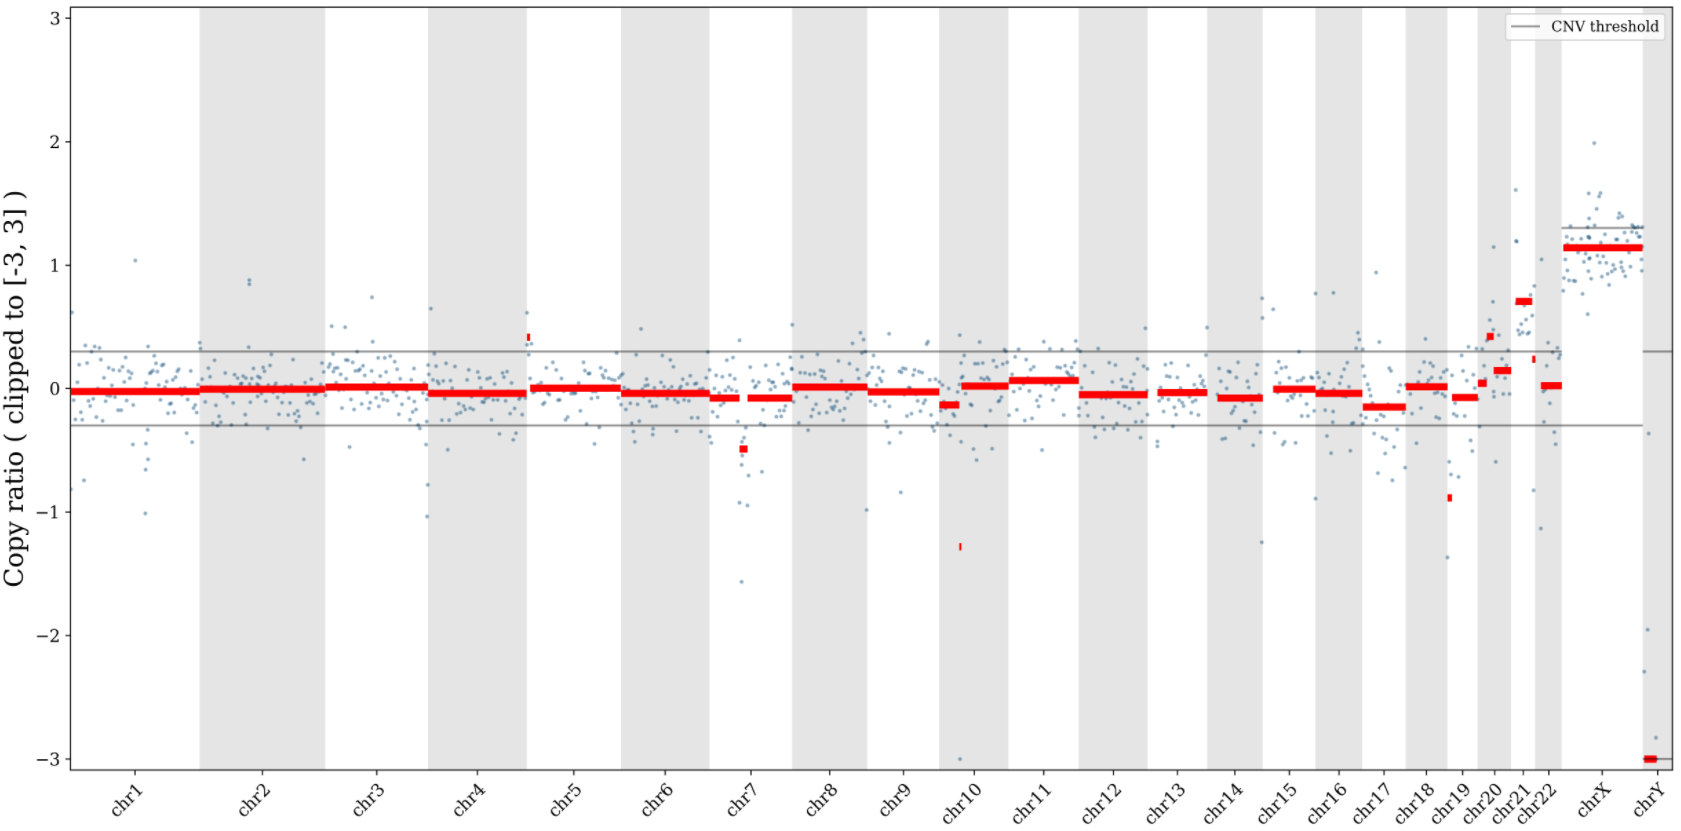 Copy ratio ( clipped to [-3, 3] )
3
2
1
0
−1
−2
−3
CNV threshold
chr1
chr2
chr3
chr4
chr5
chr6
chr7
chr8
chr9
chr10
chr11
chr12
chr13
chr14
chr15
chr16
chr17
chr18
chr19
chr20
chr21
chr22
chrX
chrY